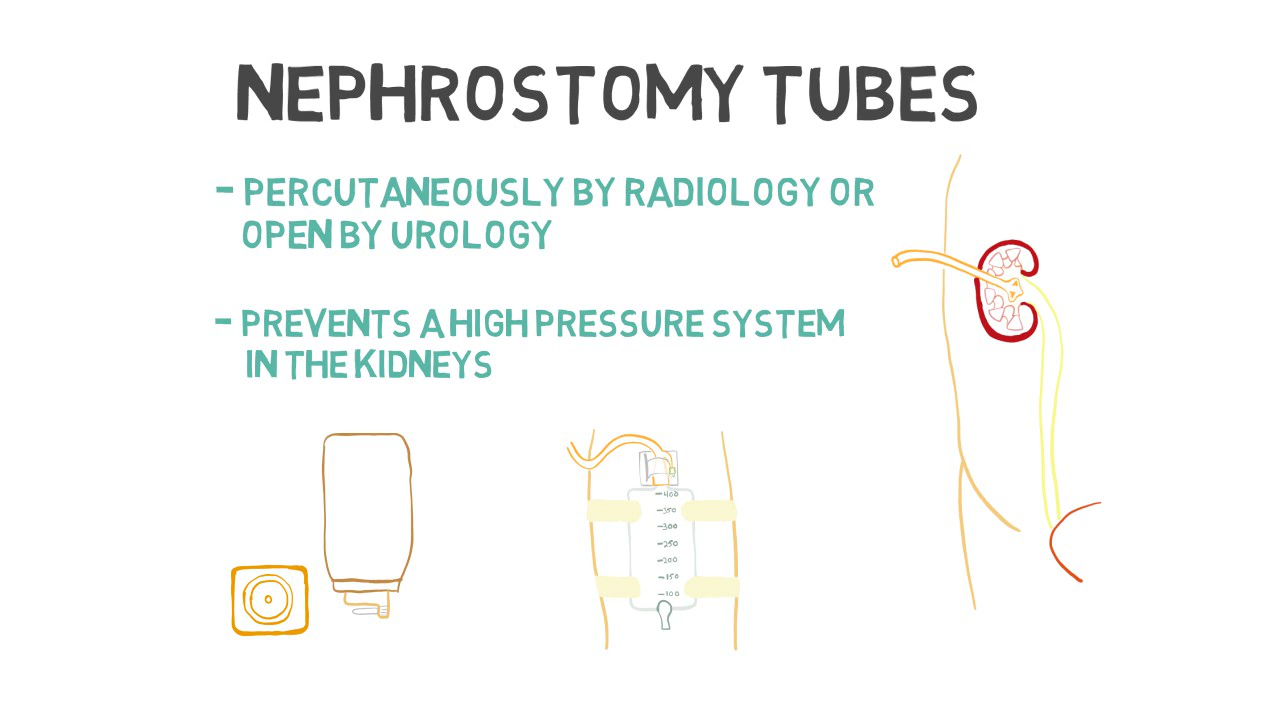 NEPHROSTOMY TUBES
- PERCUTANEOUSLY BY RADIOLOGY OR
OPEN BY UROLOGY
- PREVENTS A HIGH PRESSURE SYSTEM
IN THE KIDNEYS
-400
-350
-300
-250
-200
-150
-100